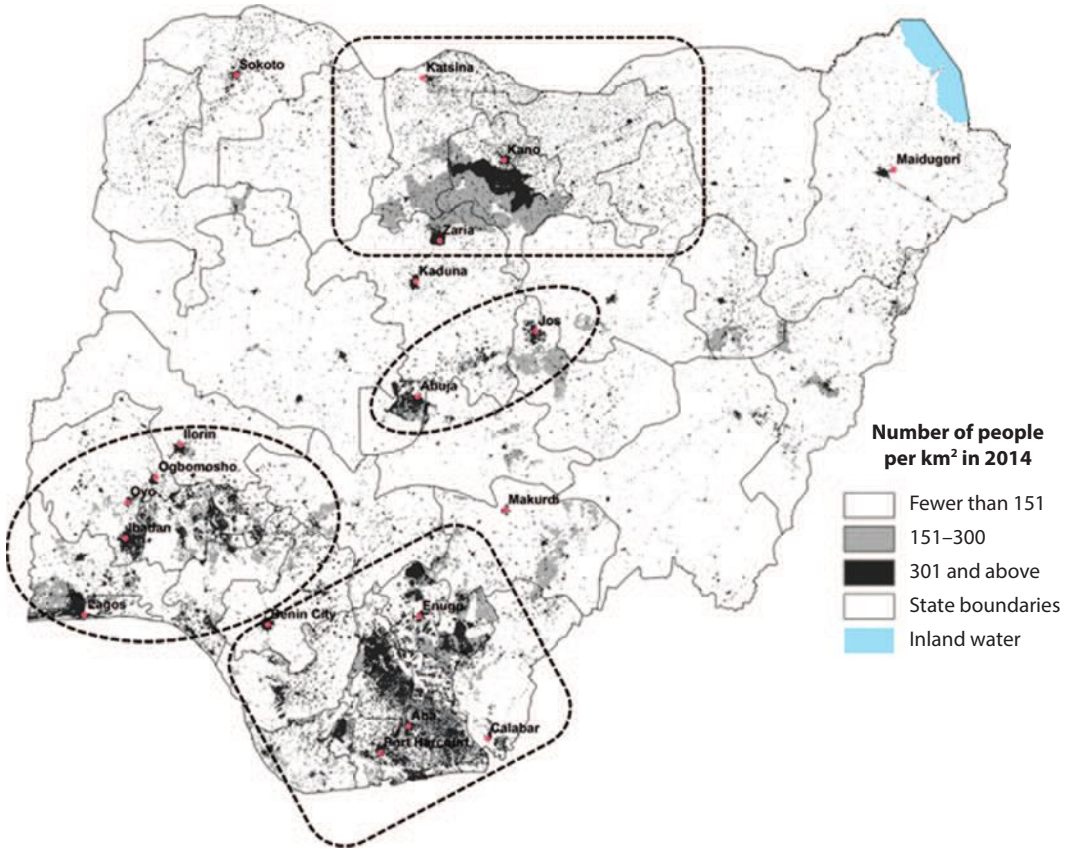 Sokoto
Katsina
Kano
Maiduguri
Zaria
Kaduna
Jos
Abuja
Ilorin
Ogbomosho
Oyo
Ibadan
Makurdi
Lagos
Benin City
Enugu
Aba
Calabar
Port Harcourt
Number of people
per km² in 2014
Fewer than 151
151–300
301 and above
State boundaries
Inland water